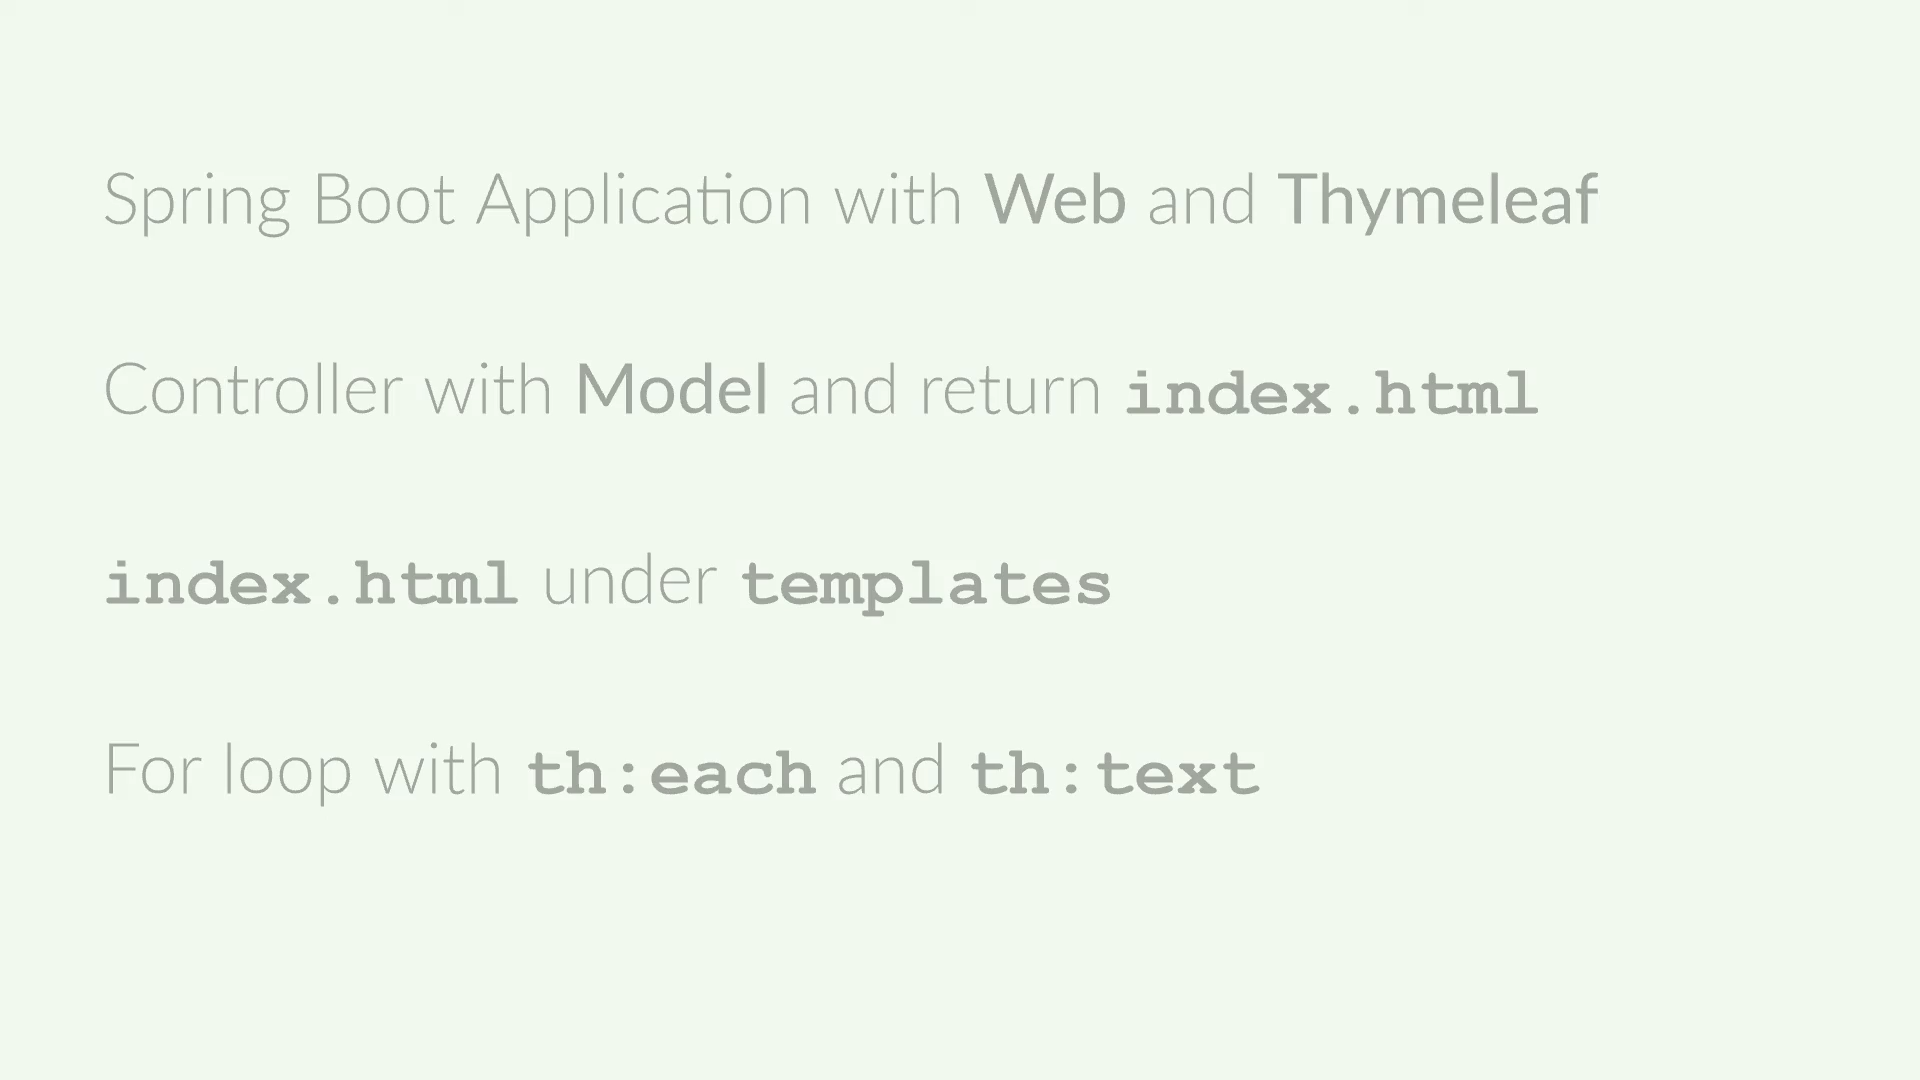 Spring Boot Application with Web and Thymeleaf
Controller with Model and return index.html
index.html under templates
For loop with th:each and th:text